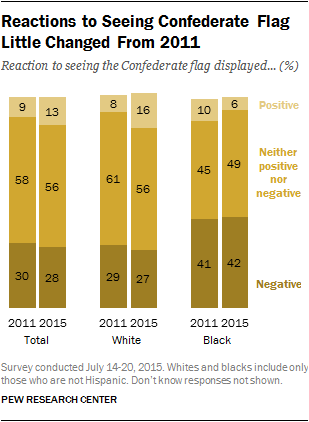 Reactions to Seeing Confederate Flag
Little Changed From 2011
Reaction to seeing the Confederate flag displayed... (%)
9 13 8 16 10 6 Positive
58 56 61 56 45 49 Neither positive nor negative
30 28 29 27 41 42 Negative
2011 2015 2011 2015 2011 2015
Total White Black
Survey conducted July 14-20, 2015. Whites and blacks include only
those who are not Hispanic. Don't know responses not shown.
PEW RESEARCH CENTER